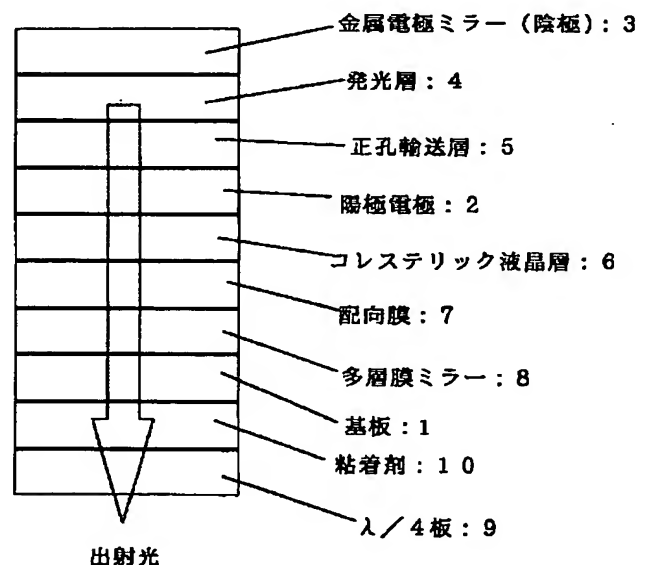 金属電極ミラー（陰極）：３
発光層：４
正孔輸送層：５
陽極電極：２
コレステリック液晶層：６
配向膜：７
多層膜ミラー：８
基板：１
粘着剤：１０
λ／４板：９
出射光